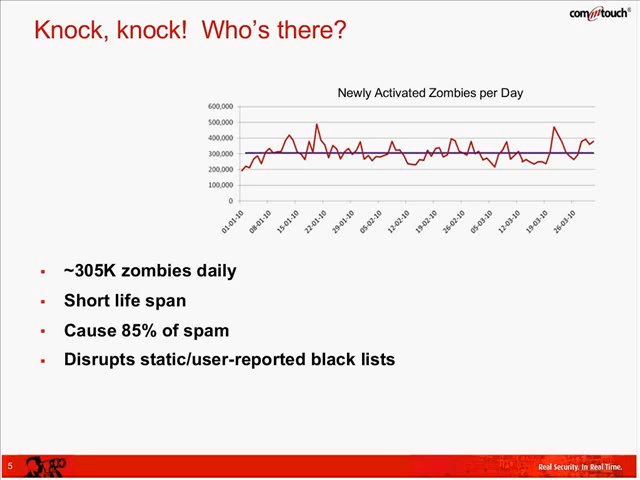 Knock, knock! Who’s there?
commtouch®
Newly Activated Zombies per Day
600,000
500,000
400,000
300,000
200,000
100,000
0
01-01-10
08-01-10
15-01-10
22-01-10
29-01-10
05-02-10
12-02-10
19-02-10
26-02-10
05-03-10
12-03-10
19-03-10
26-03-10
~305K zombies daily
Short life span
Cause 85% of spam
Disrupts static/user-reported black lists
5
Real Security. In Real Time.